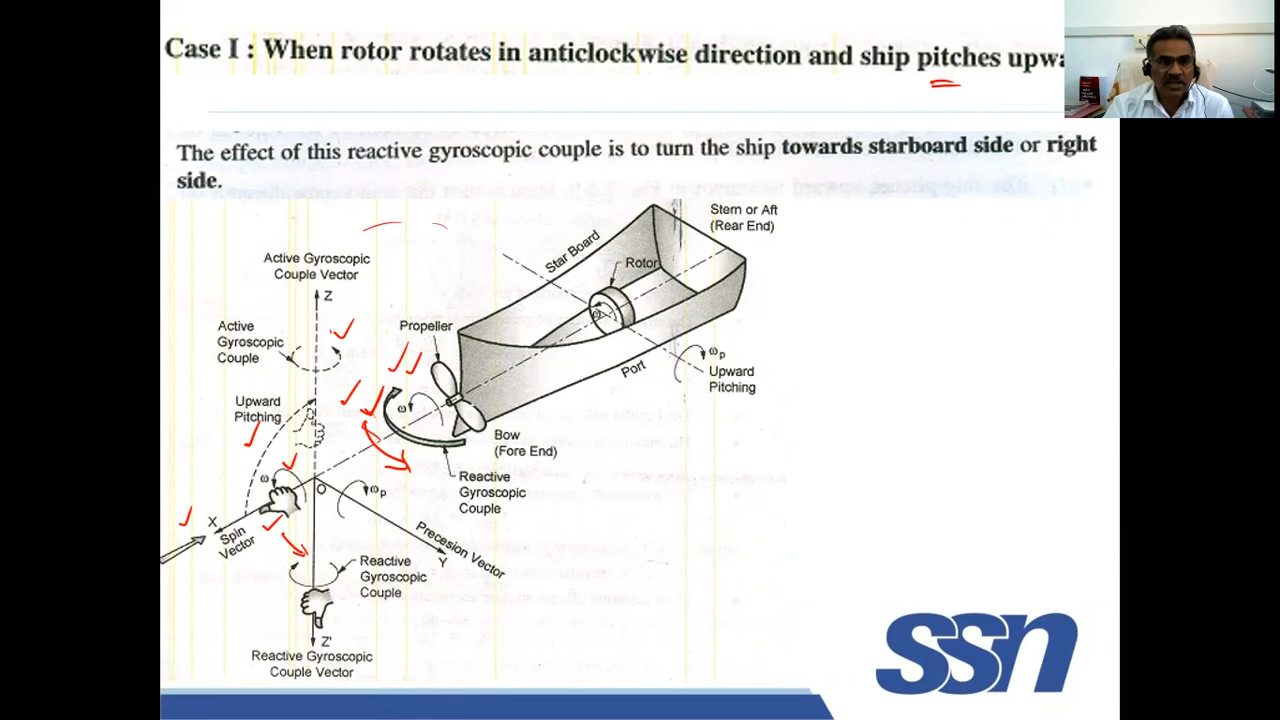 Case I : When rotor rotates in anticlockwise direction and ship pitches upwa
The effect of this reactive gyroscopic couple is to turn the ship towards starboard side or right
side.
Stern or Aft
(Rear End)
Star Board
Rotor
Active Gyroscopic
Couple Vector
Z
Propeller
Active
Gyroscopic
Couple
ω
ωp
Upward
Pitching
Port
Upward
Pitching
ω
Bow
(Fore End)
Reactive
Gyroscopic
Couple
ω
O
ωp
X
Spin
Vector
Precesion Vector
Y
Reactive
Gyroscopic
Couple
Z'
Reactive Gyroscopic
Couple Vector
ssn